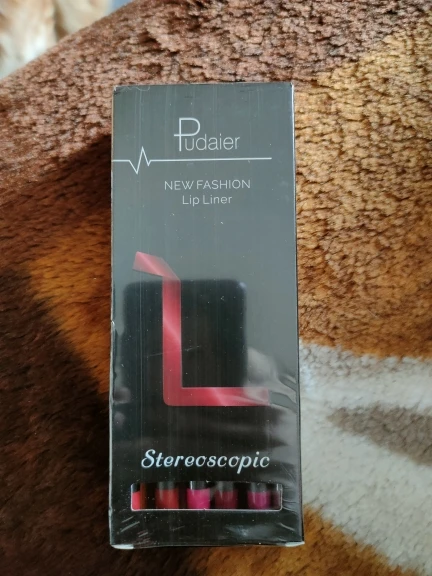 Pudaier
NEW FASHION
Lip Liner
L
Stereoscopic